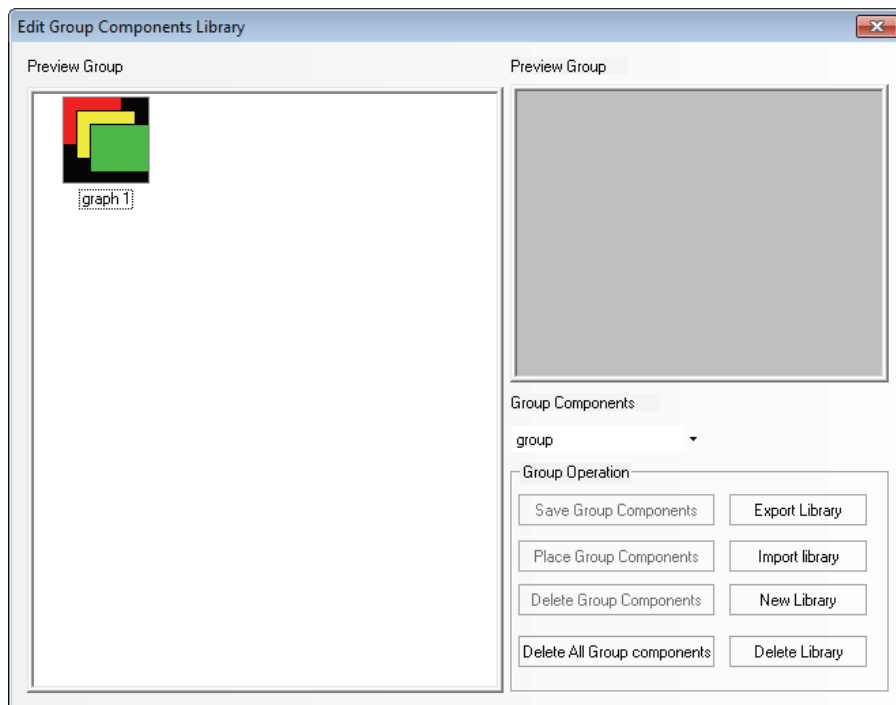 Edit Group Components Library
Preview Group
graph 1
Preview Group
Group Components
group
Group Operation
Save Group Components
Export Library
Place Group Components
Import library
Delete Group Components
New Library
Delete All Group components
Delete Library